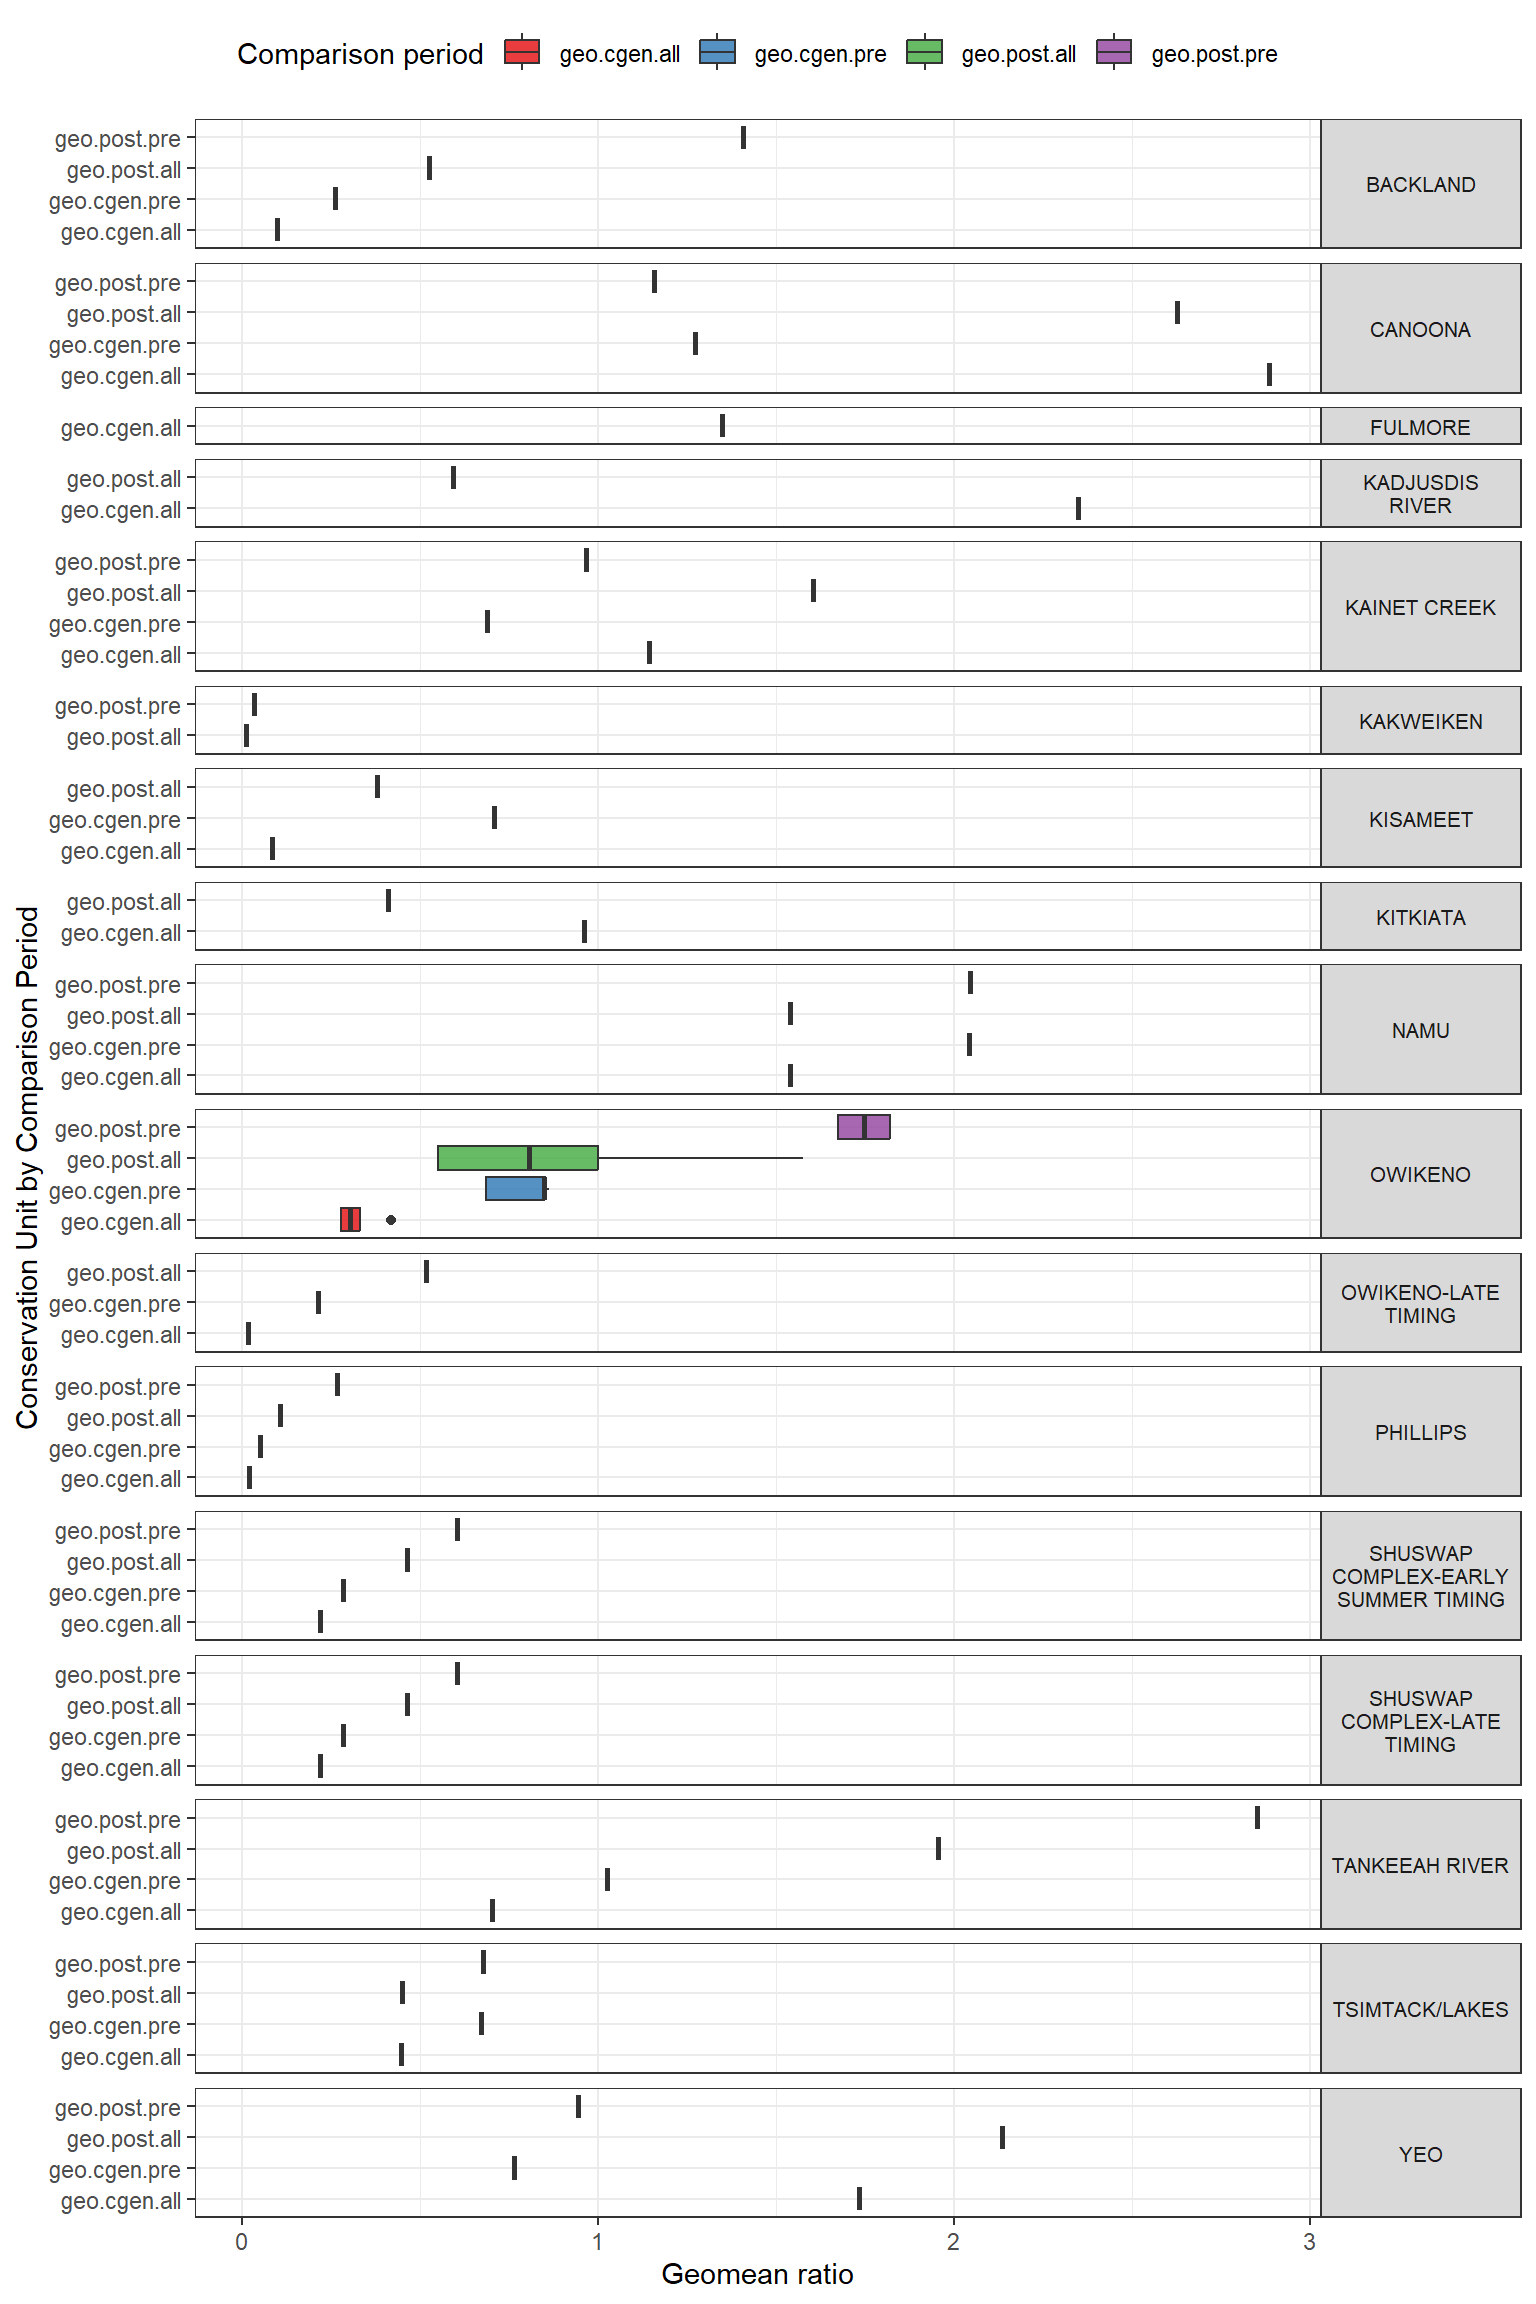 Comparison period geo.cgen.all geo.cgen.pre geo.post.all geo.post.pre
geo.post.pre
geo.post.all
geo.cgen.pre
geo.cgen.all
BACKLAND
geo.post.pre
geo.post.all
geo.cgen.pre
geo.cgen.all
CANOONA
geo.cgen.all
FULMORE
geo.post.all
geo.cgen.all
KADJUSDIS
RIVER
geo.post.pre
geo.post.all
geo.cgen.pre
geo.cgen.all
KAINET CREEK
geo.post.pre
geo.post.all
KAKWEIKEN
geo.post.all
geo.cgen.pre
geo.cgen.all
KISAMEET
geo.post.all
geo.cgen.all
KITKIATA
geo.post.pre
geo.post.all
geo.cgen.pre
geo.cgen.all
NAMU
geo.post.pre
geo.post.all
geo.cgen.pre
geo.cgen.all
OWIKENO
geo.post.all
geo.cgen.pre
geo.cgen.all
OWIKENO-LATE
TIMING
geo.post.pre
geo.post.all
geo.cgen.pre
geo.cgen.all
PHILLIPS
geo.post.pre
geo.post.all
geo.cgen.pre
geo.cgen.all
SHUSWAP
COMPLEX-EARLY
SUMMER TIMING
geo.post.pre
geo.post.all
geo.cgen.pre
geo.cgen.all
SHUSWAP
COMPLEX-LATE
TIMING
geo.post.pre
geo.post.all
geo.cgen.pre
geo.cgen.all
TANKEEAH RIVER
geo.post.pre
geo.post.all
geo.cgen.pre
geo.cgen.all
TSIMTACK/LAKES
geo.post.pre
geo.post.all
geo.cgen.pre
geo.cgen.all
YEO
0 1 2 3
Geomean ratio
Conservation Unit by Comparison Period